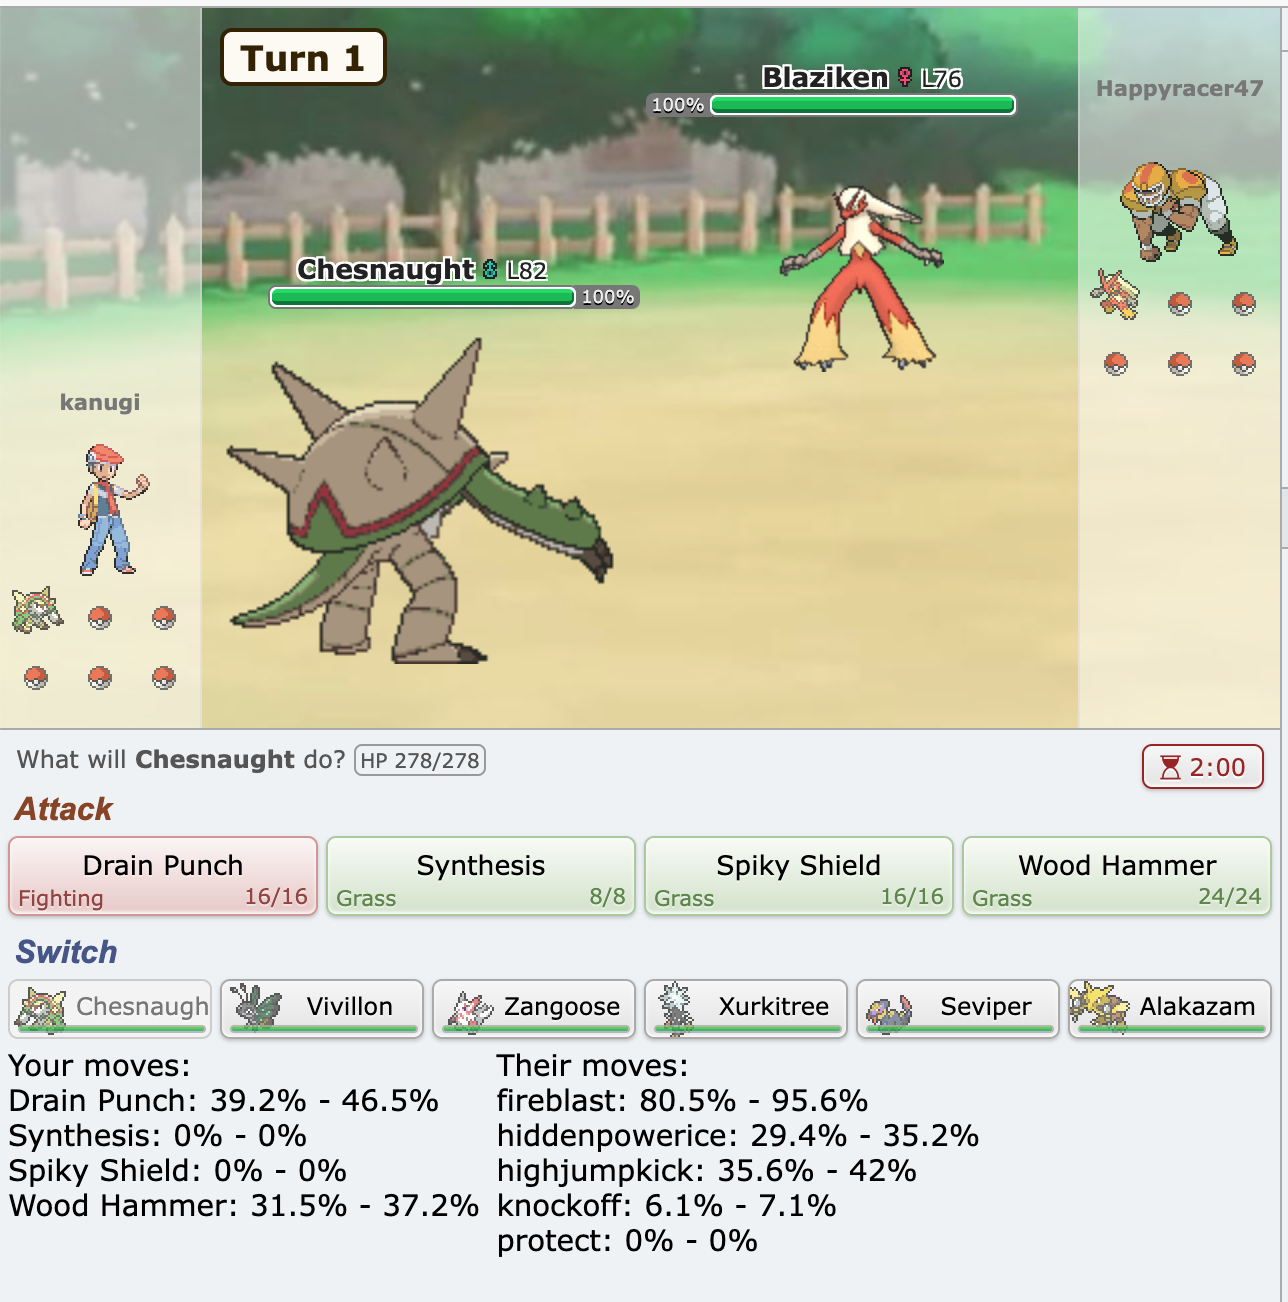 Turn 1
Blaziken ♀ L76
100%
Happyracer47
Chesnaught ♂ L82
100%
kanugi
What will Chesnaught do? HP 278/278
2:00
Attack
Drain Punch
Fighting 16/16
Synthesis
Grass 8/8
Spiky Shield
Grass 16/16
Wood Hammer
Grass 24/24
Switch
Chesnaugh
Vivillon
Zangoose
Xurkitree
Seviper
Alakazam
Your moves:
Drain Punch: 39.2% - 46.5%
Synthesis: 0% - 0%
Spiky Shield: 0% - 0%
Wood Hammer: 31.5% - 37.2%
Their moves:
fireblast: 80.5% - 95.6%
hiddenpowerice: 29.4% - 35.2%
highjumpkick: 35.6% - 42%
knockoff: 6.1% - 7.1%
protect: 0% - 0%